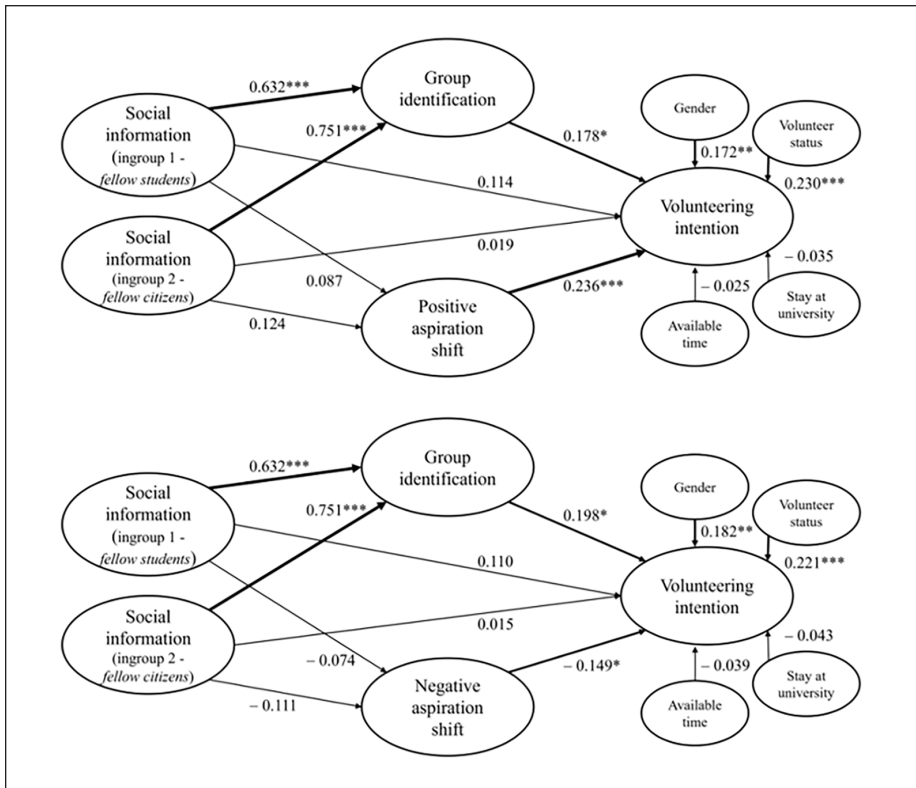 Group
identification
0.632***
Social
information
(ingroup 1 -
fellow students)
0.751***
0.178*
Gender
0.172**
Volunteer
status
0.230***
0.114
Volunteering
intention
Social
information
(ingroup 2 -
fellow citizens)
0.019
0.087
0.124
Positive
aspiration
shift
0.236***
– 0.025
– 0.035
Available
time
Stay at
university
Group
identification
0.632***
Social
information
(ingroup 1 -
fellow students)
0.751***
0.198*
Gender
0.182**
Volunteer
status
0.221***
0.110
Volunteering
intention
Social
information
(ingroup 2 -
fellow citizens)
0.015
– 0.074
– 0.111
Negative
aspiration
shift
– 0.149*
– 0.039
– 0.043
Available
time
Stay at
university